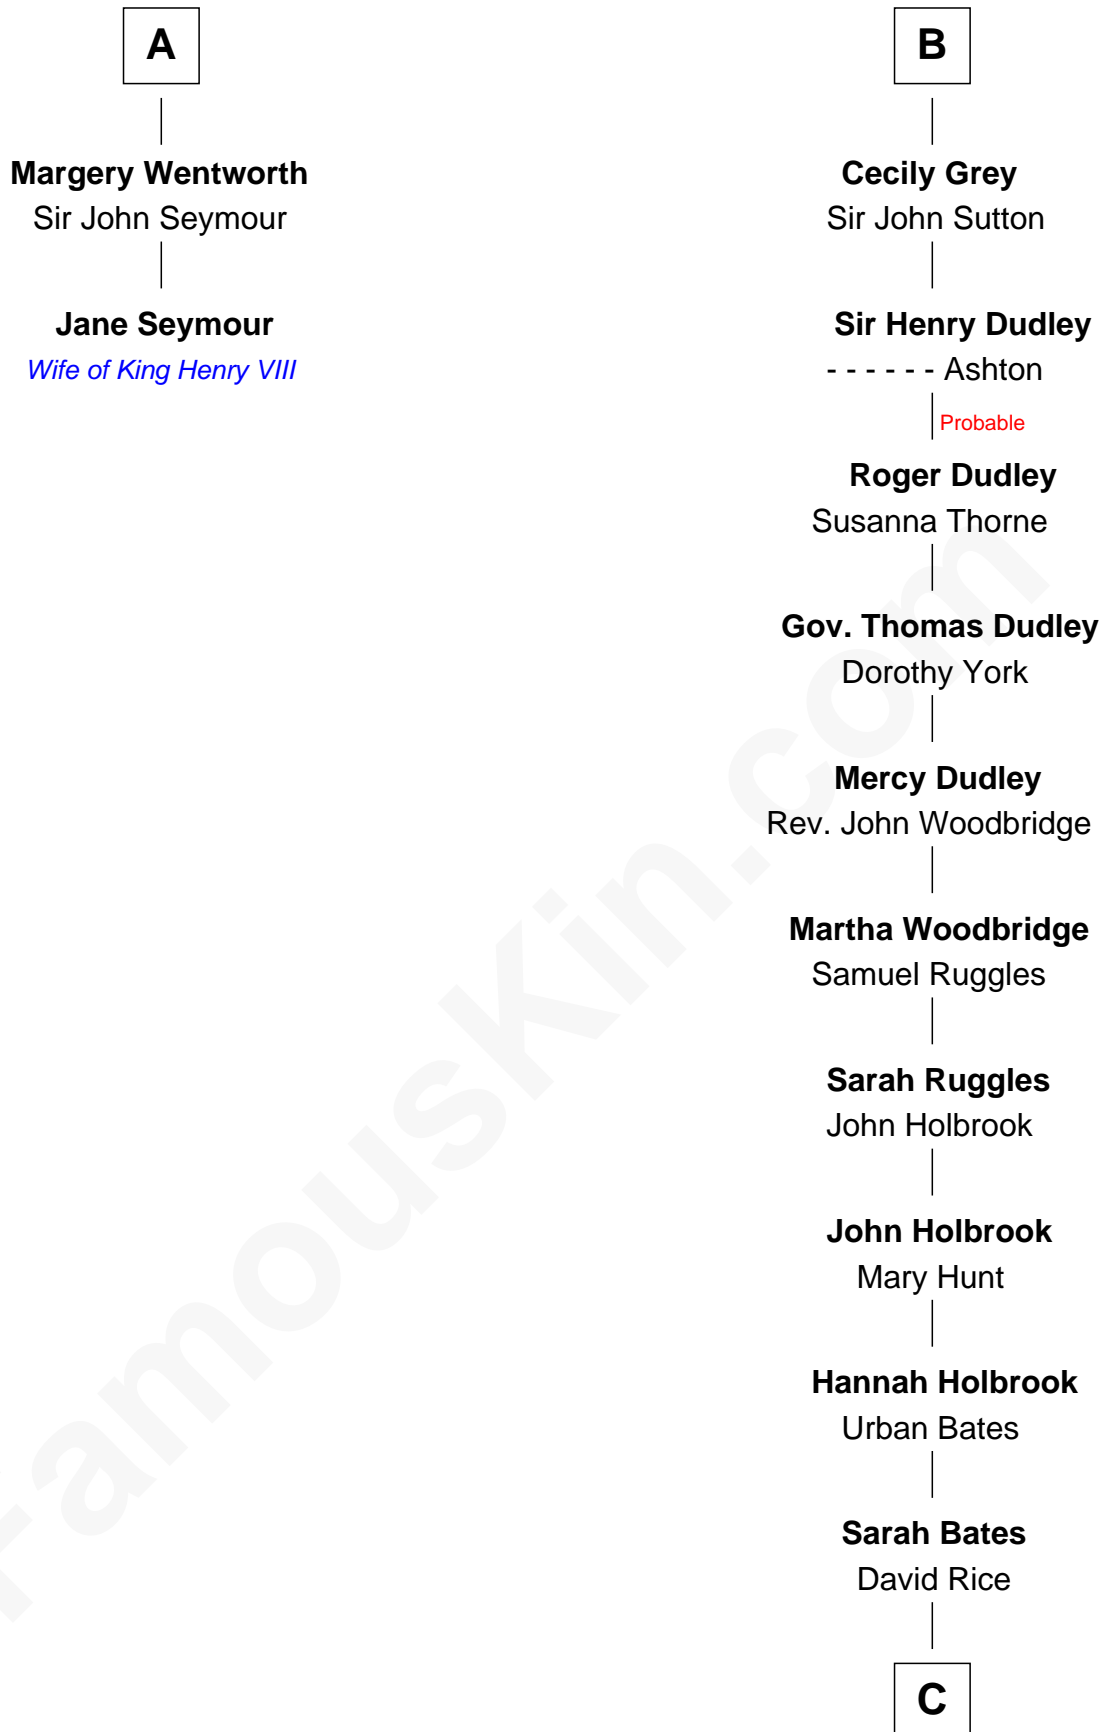 A
Margery Wentworth
Sir John Seymour
Jane Seymour
Wife of King Henry VIII
B
Cecily Grey
Sir John Sutton
Sir Henry Dudley
- - - - - - Ashton
Probable
Roger Dudley
Susanna Thorne
Gov. Thomas Dudley
Dorothy York
Mercy Dudley
Rev. John Woodbridge
Martha Woodbridge
Samuel Ruggles
Sarah Ruggles
John Holbrook
John Holbrook
Mary Hunt
Hannah Holbrook
Urban Bates
Sarah Bates
David Rice
C
FamousKin.com